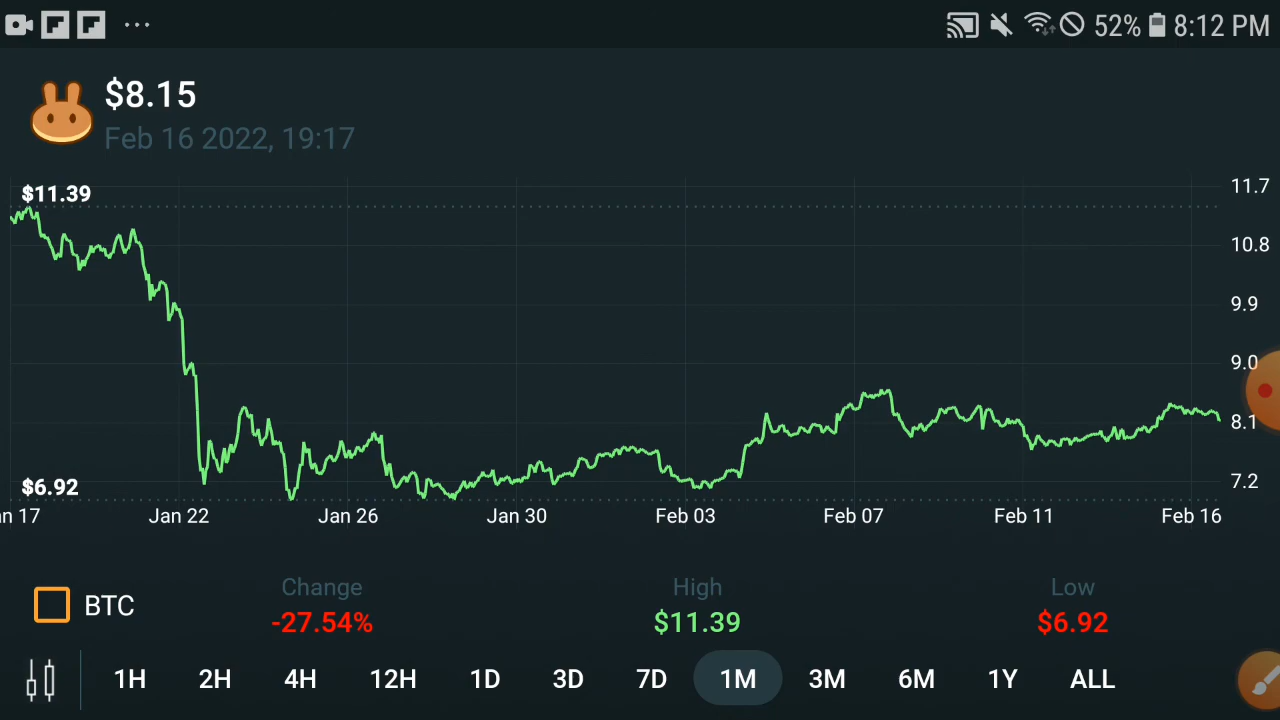 ... 52% 8:12 PM
$8.15
Feb 16 2022, 19:17
$11.39
11.7
10.8
9.9
9.0
8.1
7.2
$6.92
n 17 Jan 22 Jan 26 Jan 30 Feb 03 Feb 07 Feb 11 Feb 16
BTC
Change High Low
-27.54% $11.39 $6.92
1H 2H 4H 12H 1D 3D 7D 1M 3M 6M 1Y ALL